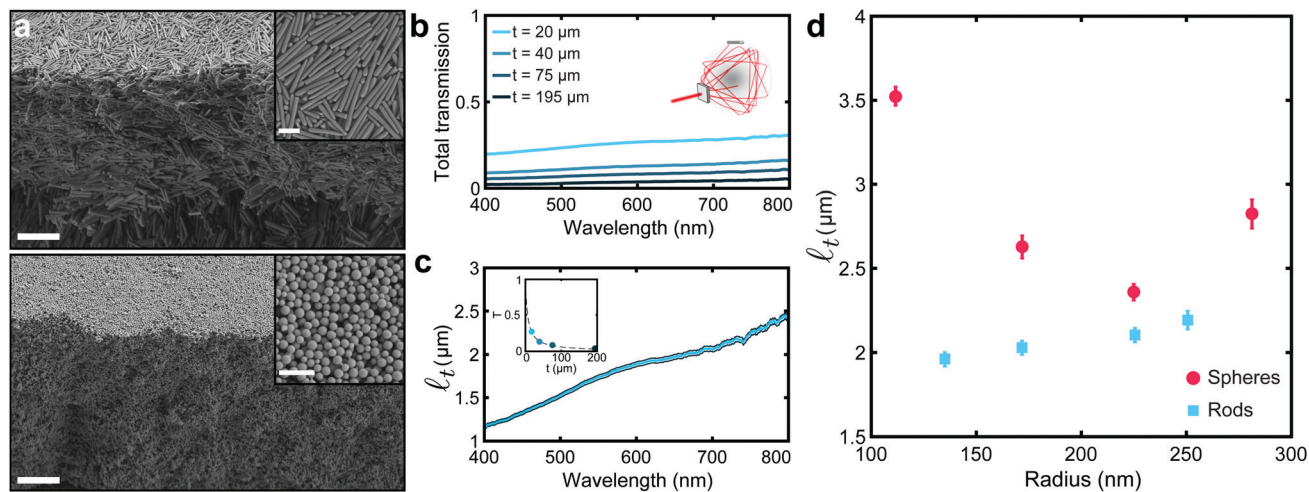 a
b
Total transmission
1
0.5
0
t = 20 µm
t = 40 µm
t = 75 µm
t = 195 µm
400 500 600 700 800
Wavelength (nm)
c
ℓt (µm)
3
2.5
2
1.5
1
T
1
0.5
0
0 100 200
t (µm)
400 500 600 700 800
Wavelength (nm)
d
ℓt (µm)
4
3.5
3
2.5
2
1.5
Spheres
Rods
100 150 200 250 300
Radius (nm)